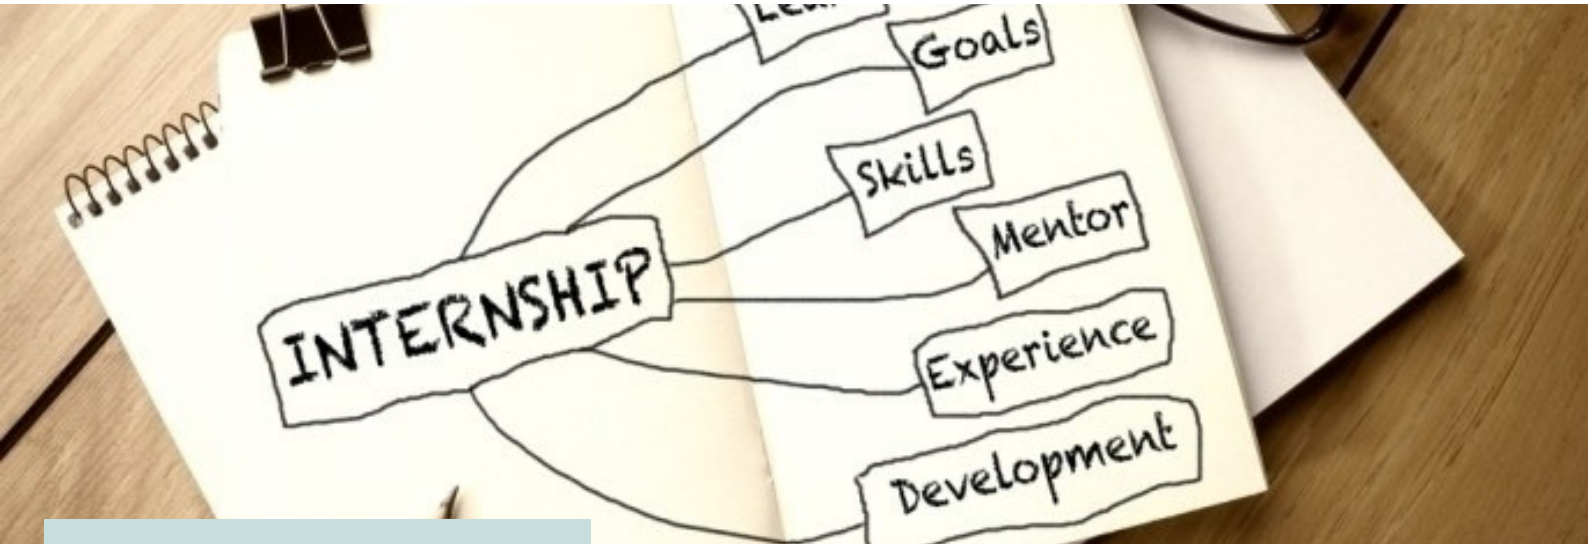 Goals
Skills
Mentor
INTERNSHIP
Experience
Development